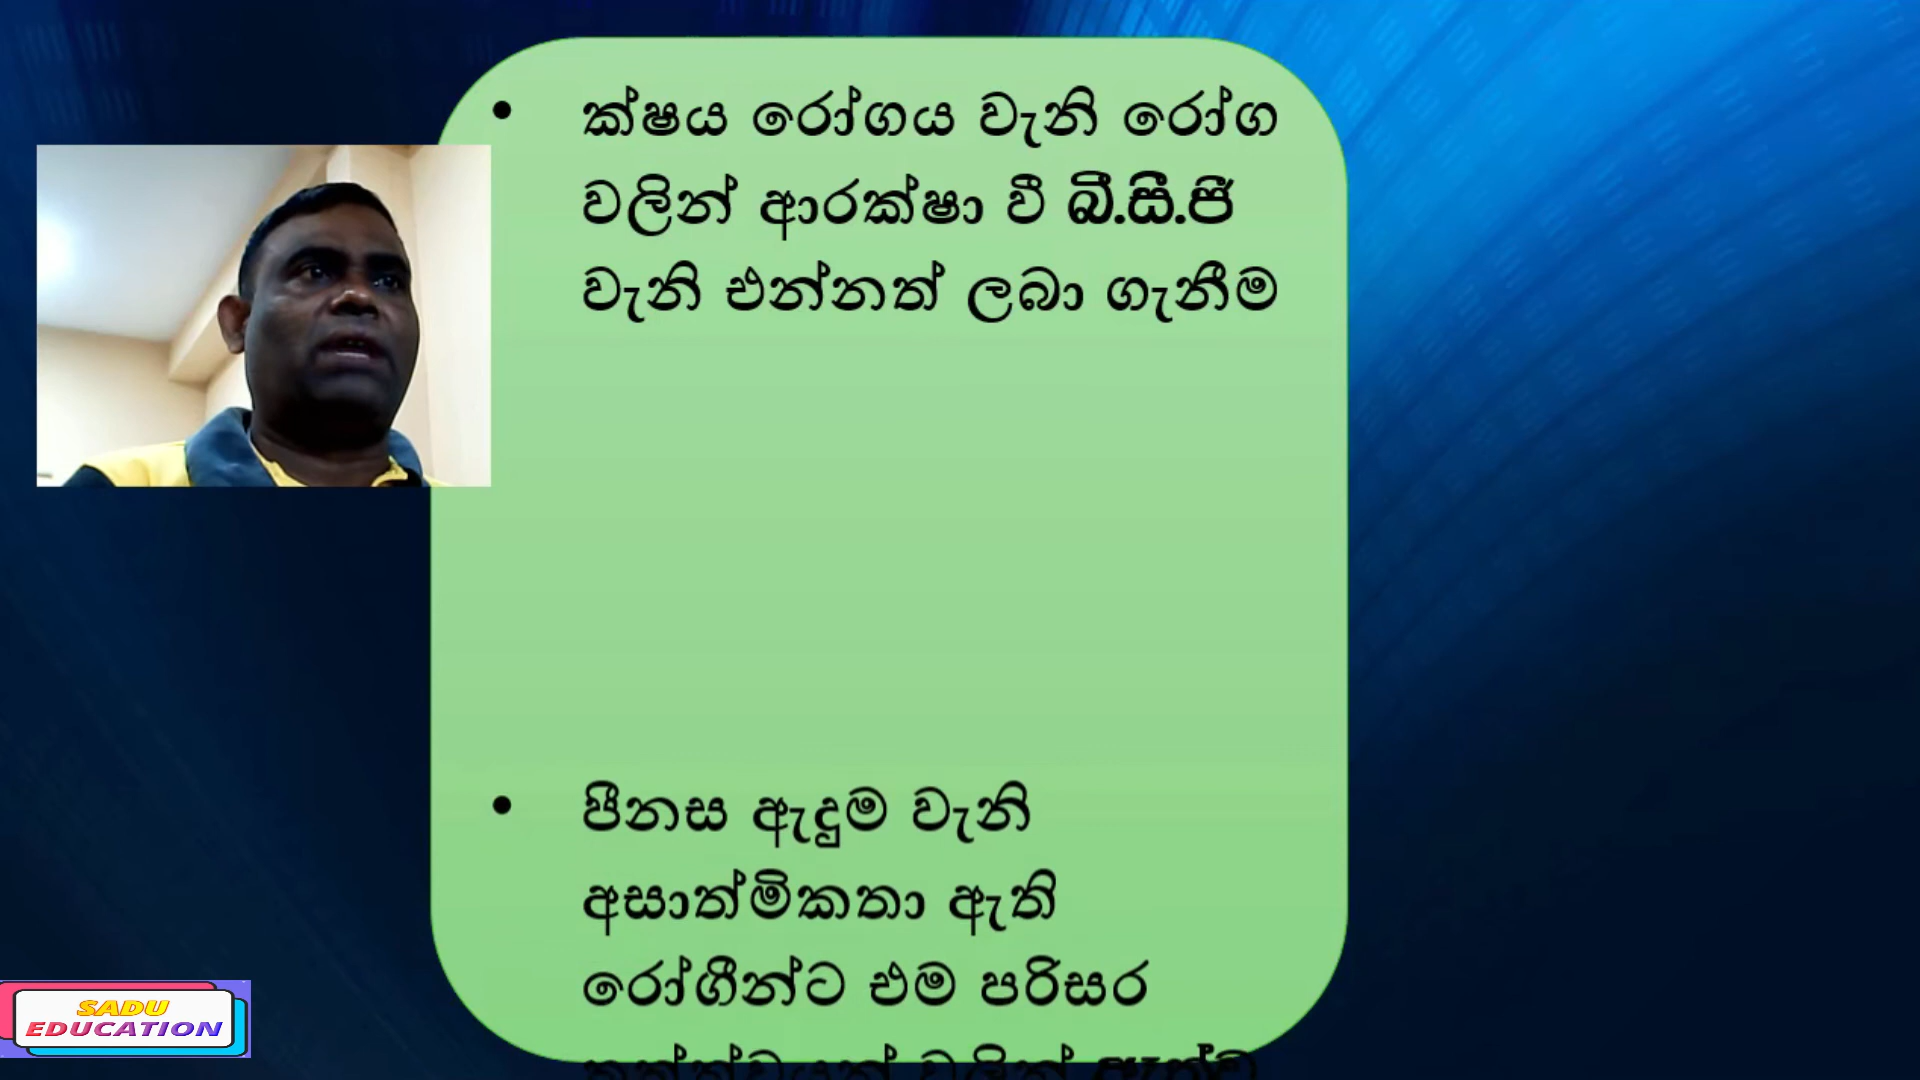 • ක්ෂය රෝගය වැනි රෝග
වලින් ආරක්ෂා වී බී.සී.ජී
වැනි එන්නත් ලබා ගැනීම
• පීනස ඇදුම වැනි
අසාත්මිකතා ඇති
රෝගීන්ට එම පරිසර
SADU
EDUCATION